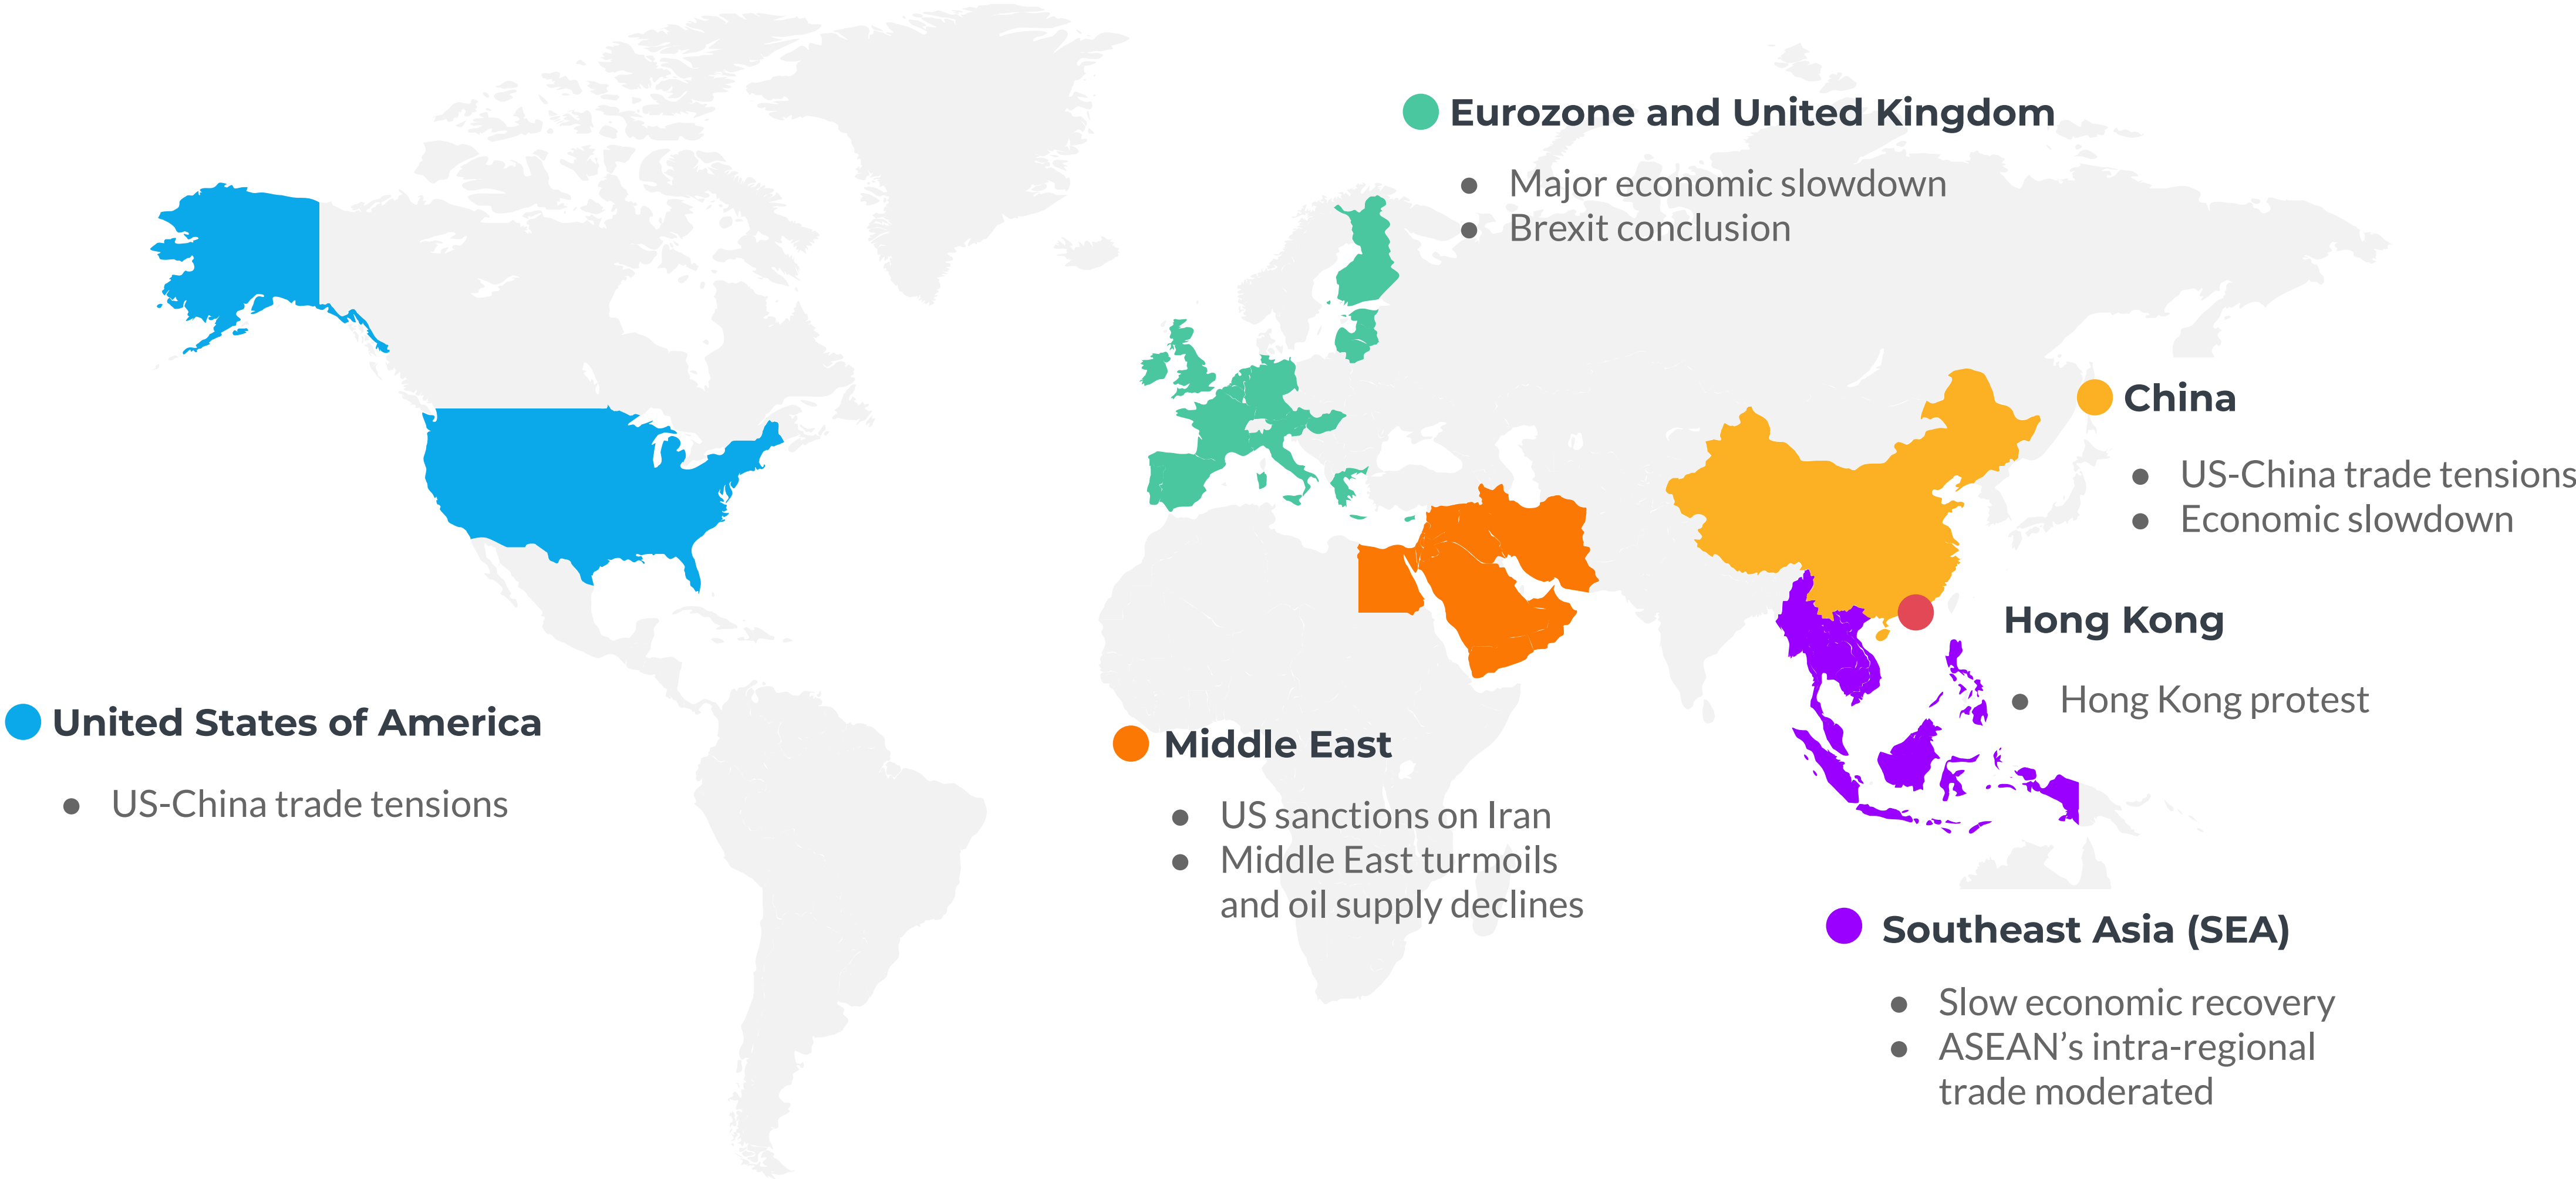 Eurozone and United Kingdom
● Major economic slowdown
● Brexit conclusion
China
● US-China trade tensions
● Economic slowdown
Hong Kong
● Hong Kong protest
United States of America
● US-China trade tensions
Middle East
● US sanctions on Iran
● Middle East turmoils
and oil supply declines
Southeast Asia (SEA)
● Slow economic recovery
● ASEAN’s intra-regional
trade moderated